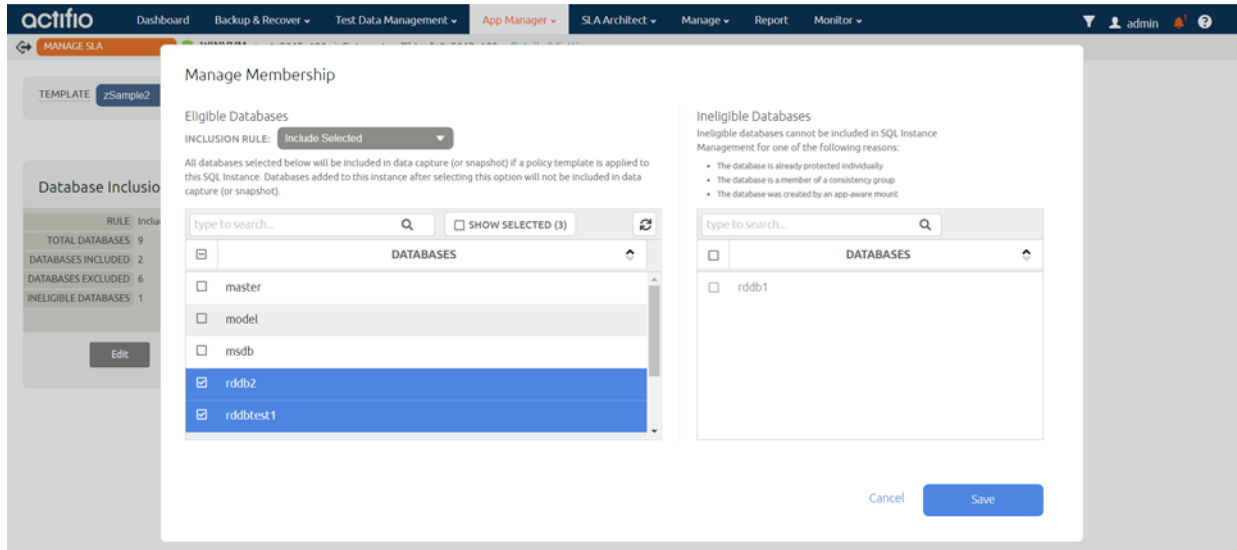 actifio
Dashboard Backup & Recover Test Data Management App Manager SLA Architect Manage Report Monitor admin
MANAGE SLA
TEMPLATE zSample2
Database Inclusio
RULE Inclu
TOTAL DATABASES 9
DATABASES INCLUDED 2
DATABASES EXCLUDED 6
INELIGIBLE DATABASES 1
Edit
Manage Membership
Eligible Databases
INCLUSION RULE: Include Selected
All databases selected below will be included in data capture (or snapshot) if a policy template is applied to
this SQL Instance. Databases added to this instance after selecting this option will not be included in data
capture (or snapshot).
type to search...
SHOW SELECTED (3)
DATABASES
master
model
msdb
rddb2
rddbtest1
Ineligible Databases
Ineligible databases cannot be included in SQL Instance
Management for one of the following reasons:
• The database is already protected individually
• The database is a member of a consistency group
• The database was created by an app-aware mount
type to search...
DATABASES
rddb1
Cancel Save